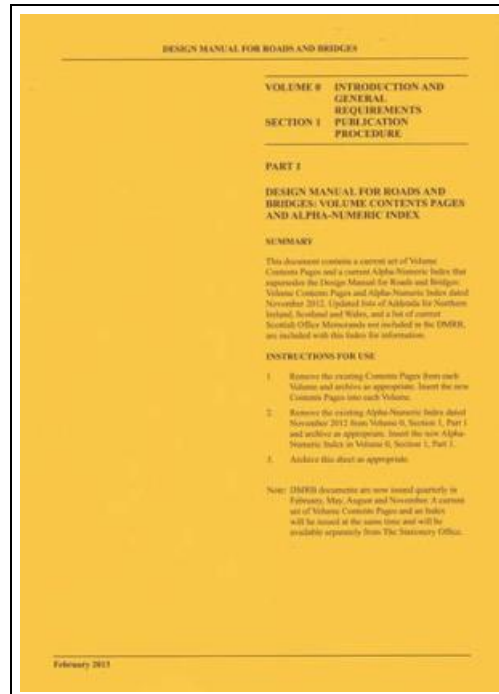 DESIGN MANUAL FOR ROADS AND BRIDGES
VOLUME 0 INTRODUCTION AND
GENERAL
REQUIREMENTS
SECTION 1 PUBLICATION
PROCEDURE
PART 1
DESIGN MANUAL FOR ROADS AND
BRIDGES: VOLUME CONTENTS PAGES
AND ALPHA-NUMERIC INDEX
SUMMARY
This document contains a current set of Volume
Contents Pages and a current Alpha-Numeric Index that
supersedes the Design Manual for Roads and Bridges:
Volume Contents Pages and Alpha-Numeric Index dated
November 2012. Updated lists of Addenda for Northern
Ireland, Scotland and Wales, and a list of current
Scottish Office Memoranda not included in the DMRB,
are included with this Index for information.
INSTRUCTIONS FOR USE
1. Remove the existing Contents Pages from each
Volume and archive as appropriate. Insert the new
Contents Pages into each Volume.
2. Remove the existing Alpha-Numeric Index dated
November 2012 from Volume 0, Section 1, Part 1
and archive as appropriate. Insert the new Alpha-
Numeric Index in Volume 0, Section 1, Part 1.
3. Archive this sheet as appropriate.
Note: DMRB documents are now issued quarterly in
February, May, August and November. A current
set of Volume Contents Pages and an Index
will be issued at the same time and will be
available separately from The Stationery Office.
February 2013